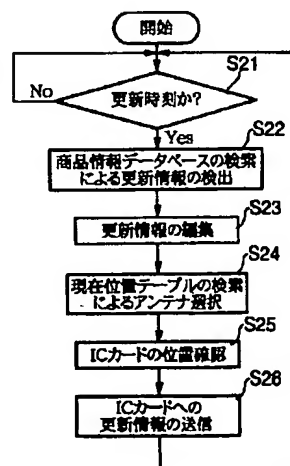 開始
S21
更新時刻か?
No
Yes
S22
商品情報データベースの検索
による更新情報の検出
S23
更新情報の編集
S24
現在位置テーブルの検索
によるアンテナ選択
S25
ICカードの位置確認
S26
ICカードへの
更新情報の送信